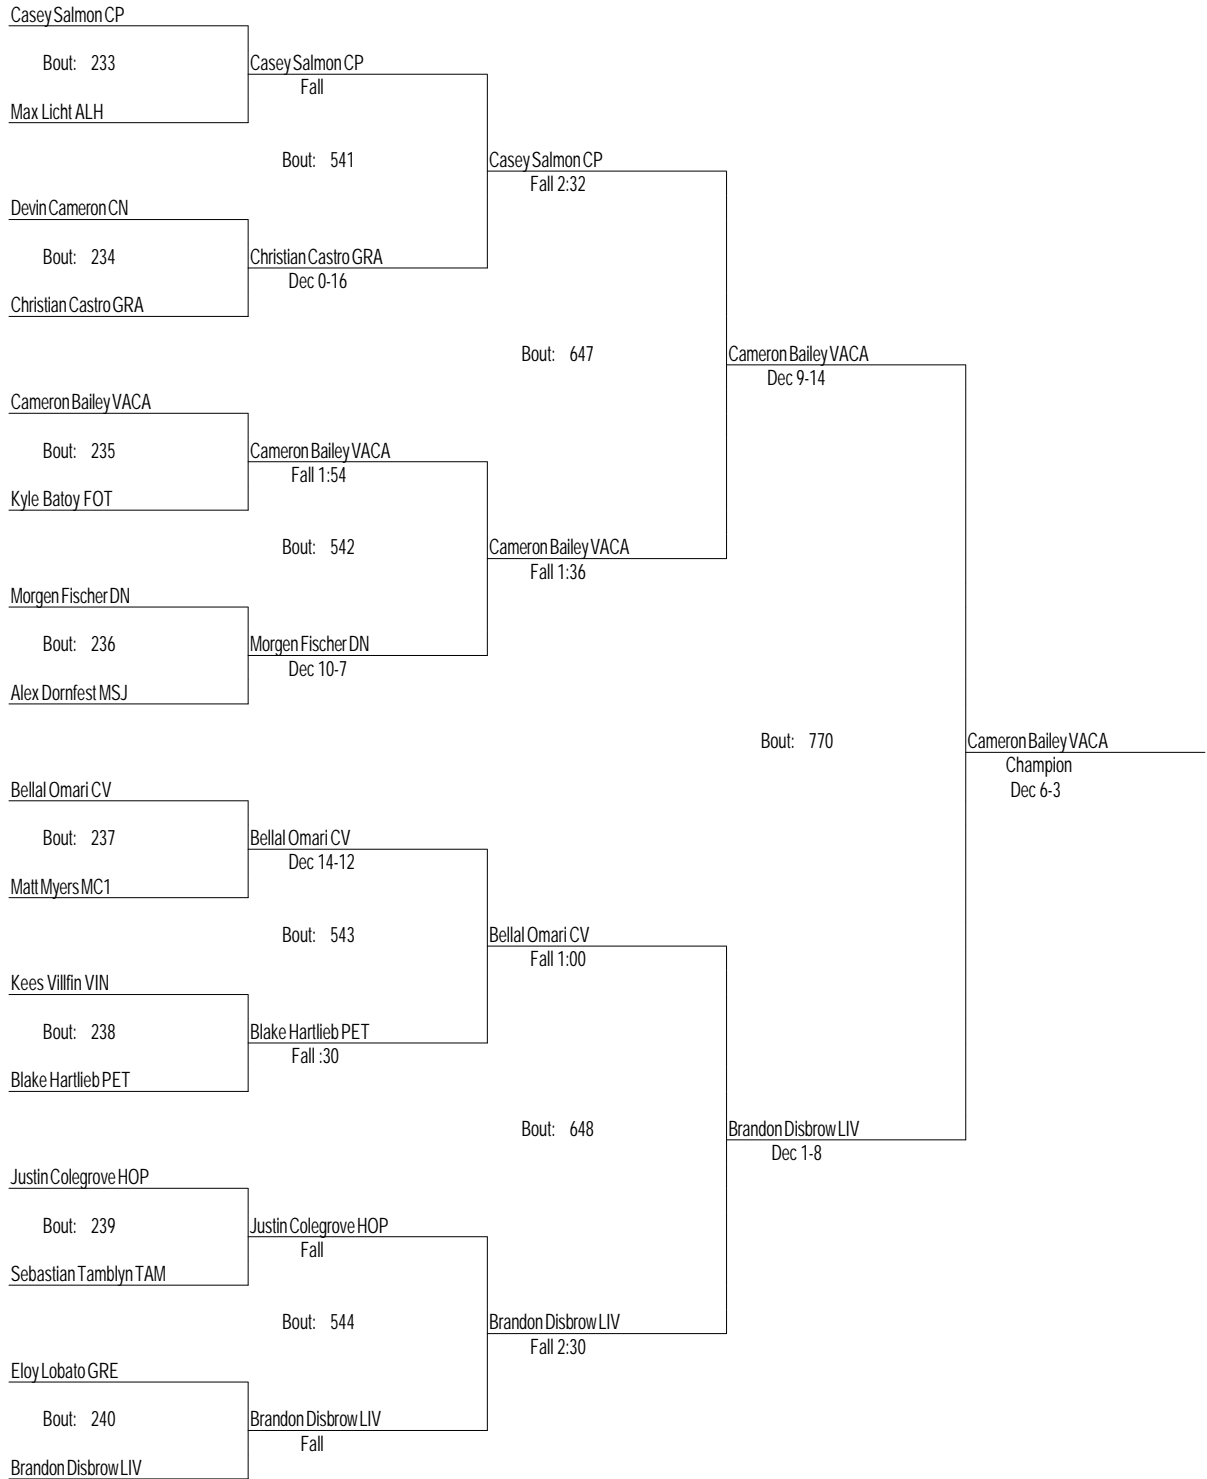 Casey Salmon CP
Bout: 233
Casey Salmon CP
Fall
Max Licht ALH
Bout: 541
Casey Salmon CP
Fall 2:32
Devin Cameron CN
Bout: 234
Christian Castro GRA
Dec 0-16
Christian Castro GRA
Bout: 647
Cameron Bailey VACA
Dec 9-14
Cameron Bailey VACA
Bout: 235
Cameron Bailey VACA
Fall 1:54
Kyle Batoy FOT
Bout: 542
Cameron Bailey VACA
Fall 1:36
Morgen Fischer DN
Bout: 236
Morgen Fischer DN
Dec 10-7
Alex Dornfest MSJ
Bout: 770
Cameron Bailey VACA
Champion
Dec 6-3
Bellal Omari CV
Bout: 237
Bellal Omari CV
Dec 14-12
Matt Myers MC1
Bout: 543
Bellal Omari CV
Fall 1:00
Kees Villfin VIN
Bout: 238
Blake Hartlieb PET
Fall :30
Blake Hartlieb PET
Bout: 648
Brandon Disbrow LIV
Dec 1-8
Justin Colegrove HOP
Bout: 239
Justin Colegrove HOP
Fall
Sebastian Tamblyn TAM
Bout: 544
Brandon Disbrow LIV
Fall 2:30
Eloy Lobato GRE
Bout: 240
Brandon Disbrow LIV
Fall
Brandon Disbrow LIV